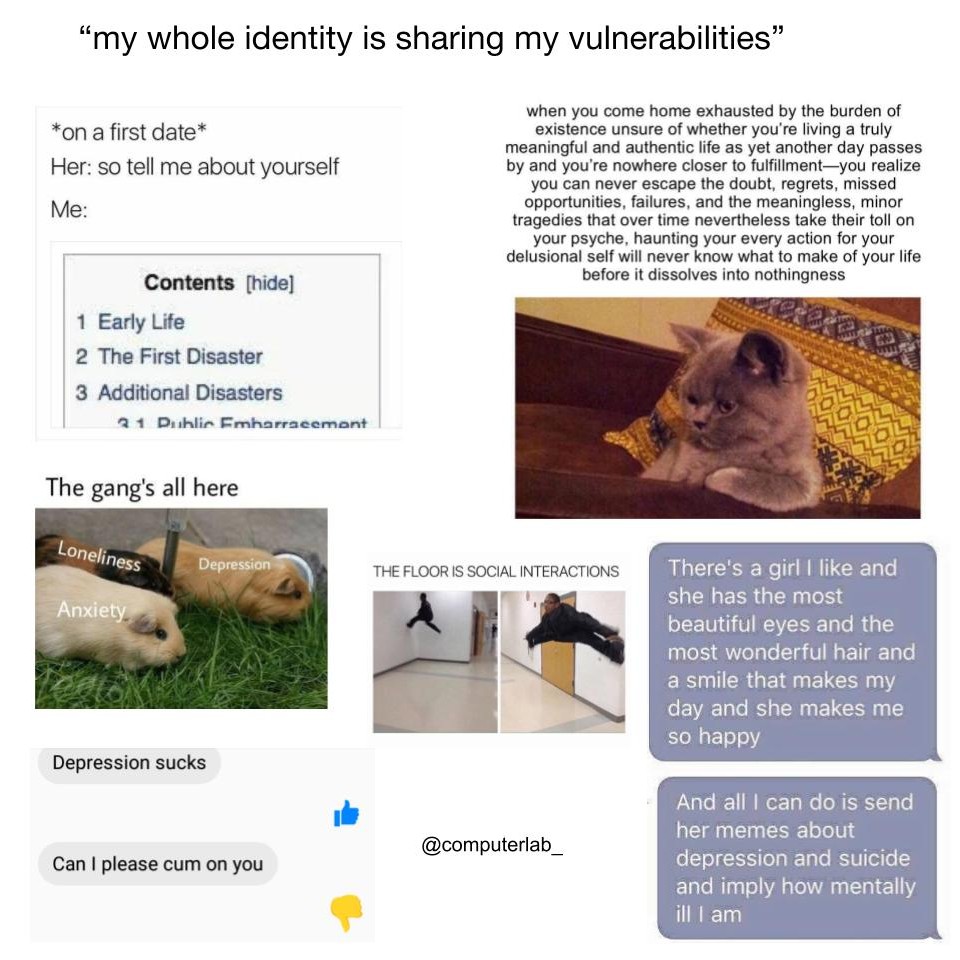 “my whole identity is sharing my vulnerabilities”
*on a first date*
Her: so tell me about yourself
Me:
Contents [hide]
1 Early Life
2 The First Disaster
3 Additional Disasters
3.1 Public Embarrassment
when you come home exhausted by the burden of
existence unsure of whether you're living a truly
meaningful and authentic life as yet another day passes
by and you're nowhere closer to fulfillment—you realize
you can never escape the doubt, regrets, missed
opportunities, failures, and the meaningless, minor
tragedies that over time nevertheless take their toll on
your psyche, haunting your every action for your
delusional self will never know what to make of your life
before it dissolves into nothingness
The gang's all here
Loneliness
Depression
Anxiety
THE FLOOR IS SOCIAL INTERACTIONS
There's a girl I like and
she has the most
beautiful eyes and the
most wonderful hair and
a smile that makes my
day and she makes me
so happy
And all I can do is send
her memes about
depression and suicide
and imply how mentally
ill I am
Depression sucks
Can I please cum on you
@computerlab_